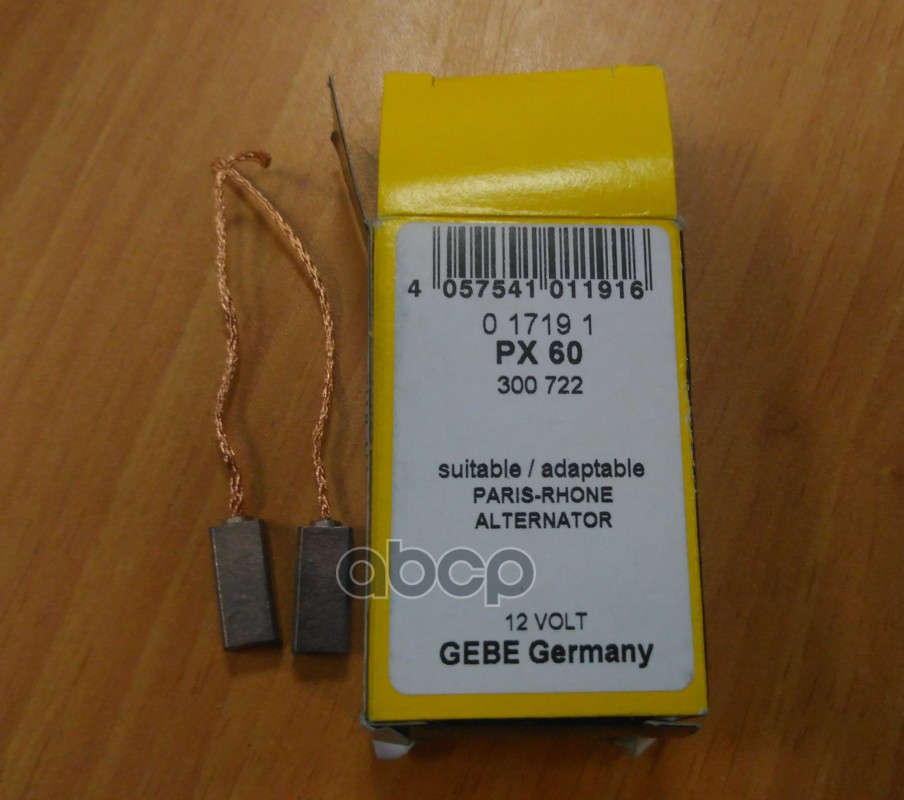 4 057541 011916
0 1719 1
PX 60
300 722
suitable / adaptable
PARIS-RHONE
ALTERNATOR
abcp
12 VOLT
GEBE Germany